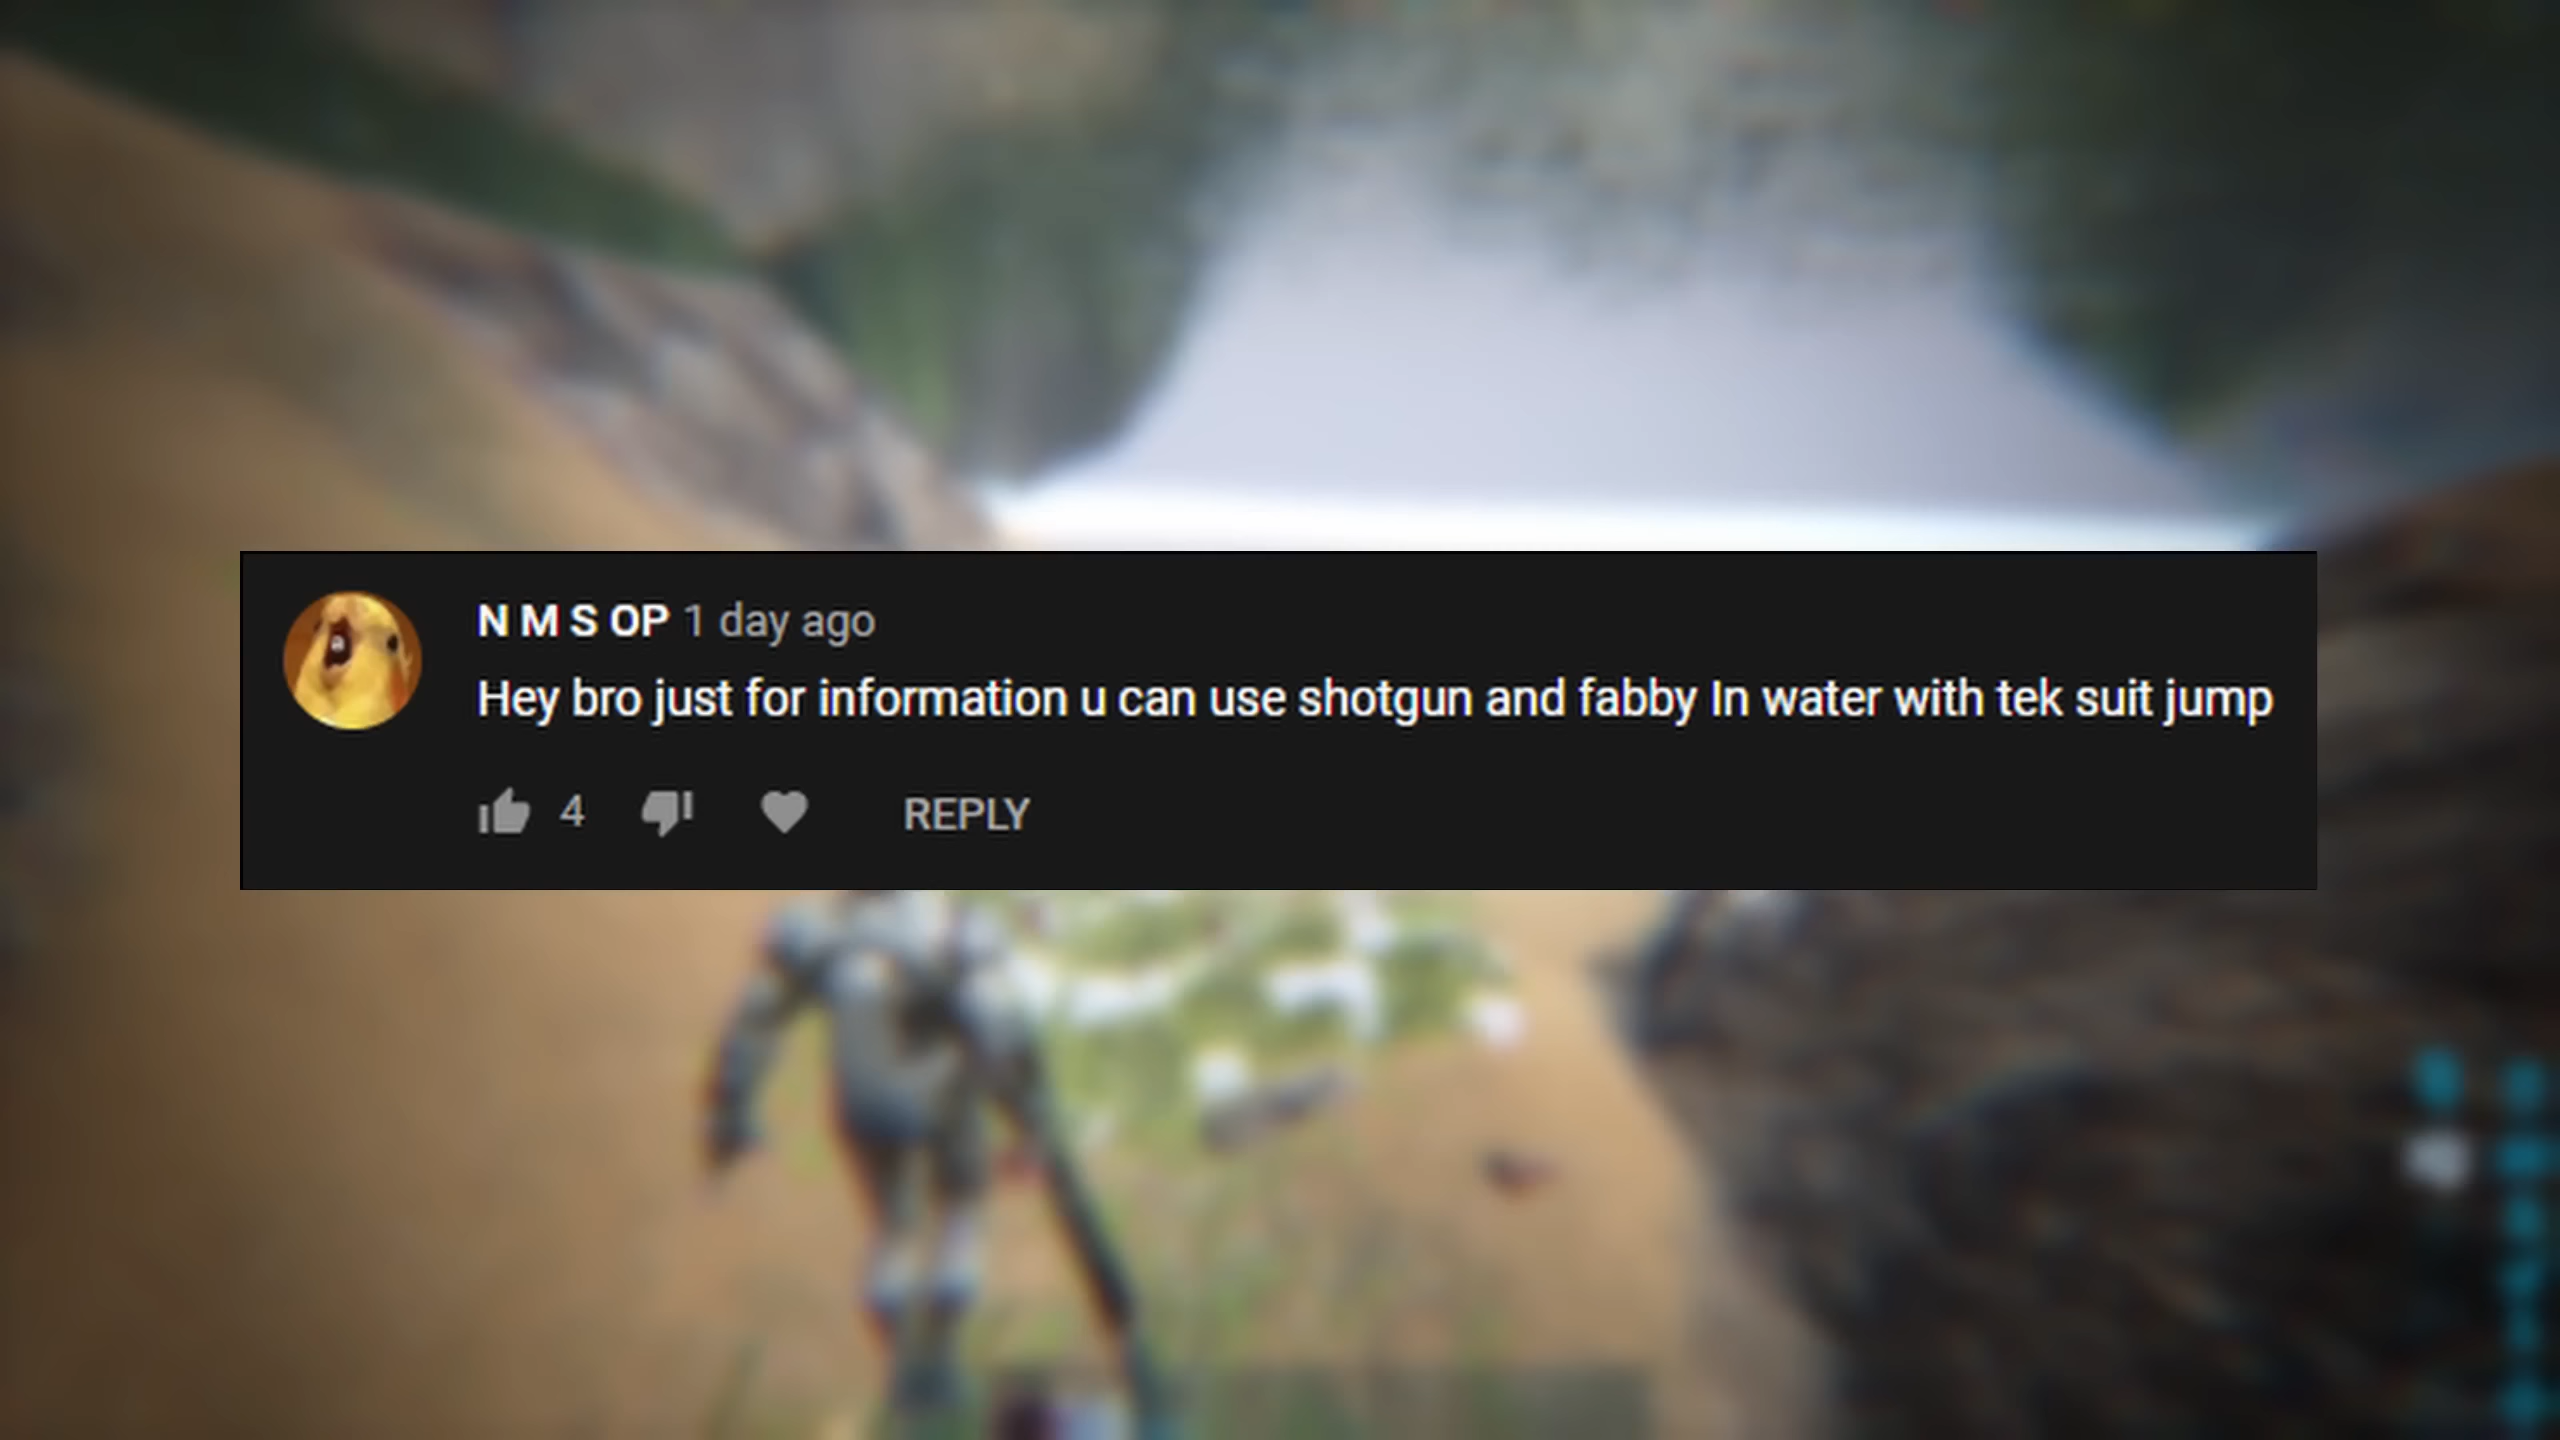 N M S OP 1 day ago
Hey bro just for information u can use shotgun and fabby In water with tek suit jump
4 REPLY